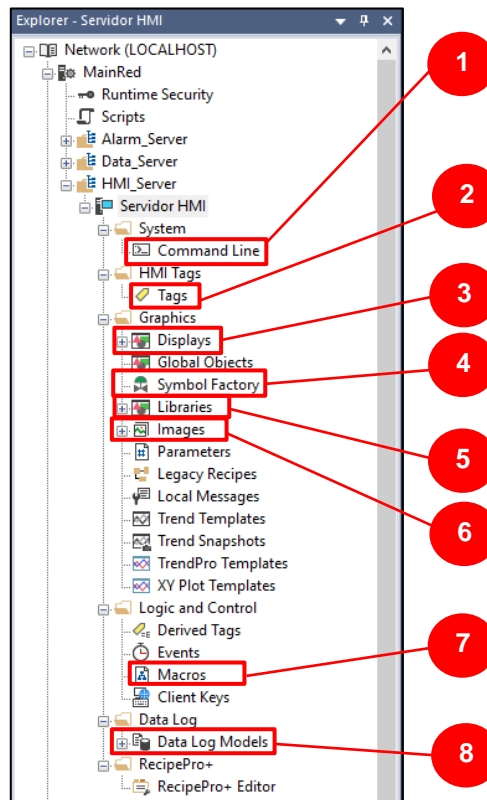 Explorer - Servidor HMI
Network (LOCALHOST)
1
MainRed
Runtime Security
Scripts
Alarm_Server
Data_Server
HMI_Server
2
Servidor HMI
System
Command Line
HMI Tags
Tags
3
Graphics
Displays
Global Objects
4
Symbol Factory
Libraries
Images
5
Parameters
Legacy Recipes
Local Messages
Trend Templates
6
Trend Snapshots
TrendPro Templates
XY Plot Templates
Logic and Control
Derived Tags
7
Events
Macros
Client Keys
Data Log
Data Log Models
8
RecipePro+
RecipePro+ Editor